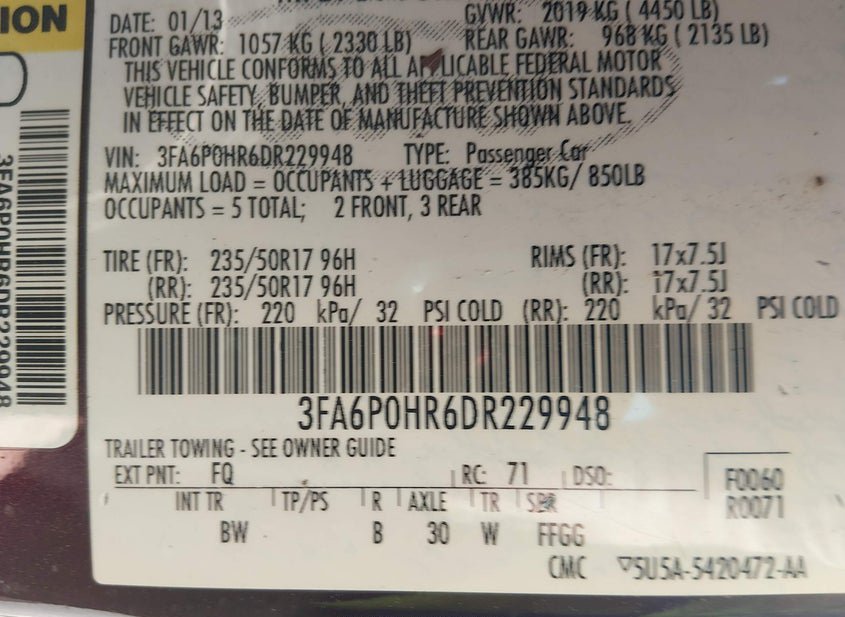 ION
DATE: 01/13
GVWR: 2019 KG ( 4450 LB)
FRONT GAWR: 1057 KG ( 2330 LB)
REAR GAWR: 968 KG ( 2135 LB)
THIS VEHICLE CONFORMS TO ALL APPLICABLE FEDERAL MOTOR
VEHICLE SAFETY, BUMPER, AND THEFT PREVENTION STANDARDS
IN EFFECT ON THE DATE OF MANUFACTURE SHOWN ABOVE.
VIN: 3FA6P0HR6DR229948 TYPE: Passenger Car
MAXIMUM LOAD = OCCUPANTS + LUGGAGE = 385KG/ 850LB
OCCUPANTS = 5 TOTAL; 2 FRONT, 3 REAR
TIRE (FR): 235/50R17 96H RIMS (FR): 17x7.5J
(RR): 235/50R17 96H (RR): 17x7.5J
PRESSURE (FR): 220 kPa/ 32 PSI COLD (RR): 220 kPa/ 32 PSI COLD
3FA6P0HR6DR229948
TRAILER TOWING - SEE OWNER GUIDE
EXT PNT: FQ RC: 71 DSO:
F0060
R0071
INT TR TP/PS R AXLE TR SPR
BW B 30 W FFGG
CMC ▽5U5A-5420472-AA
3FA6P0HR6DR229948